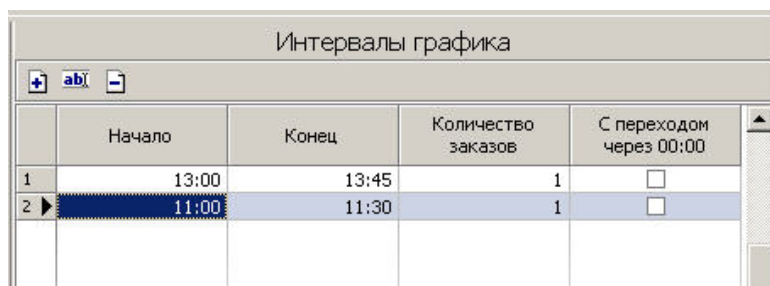 Интервалы графика
abI
Начало Конец Количество заказов С переходом через 00:00
1 13:00 13:45 1
2 11:00 11:30 1